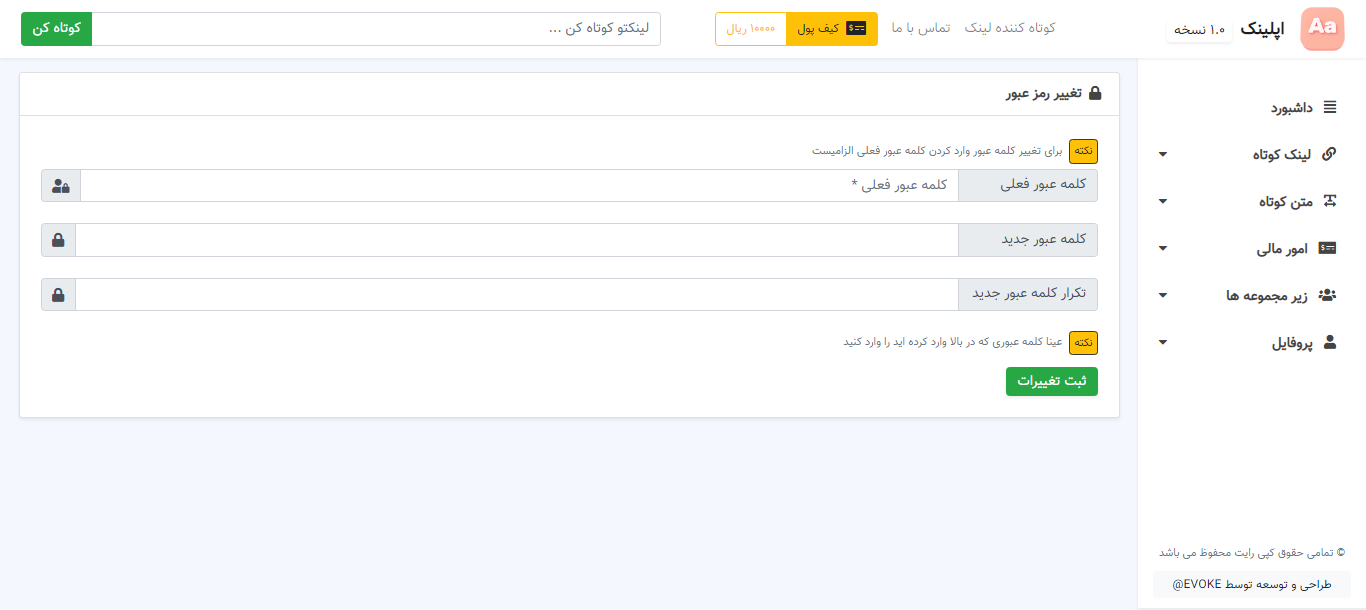 Aa
اپلینک
۱.۰ نسخه
کوتاه کننده لینک
تماس با ما
کیف پول
۱۰۰۰۰ ریال
لینکتو کوتاه کن ...
کوتاه کن
داشبورد
لینک کوتاه
متن کوتاه
امور مالی
زیر مجموعه ها
پروفایل
© تمامی حقوق کپی رایت محفوظ می باشد
طراحی و توسعه توسط EVOKE@
تغییر رمز عبور
نکته برای تغییر کلمه عبور وارد کردن کلمه عبور فعلی الزامیست
کلمه عبور فعلی
کلمه عبور فعلی *
کلمه عبور جدید
تکرار کلمه عبور جدید
نکته عینا کلمه عبوری که در بالا وارد کرده اید را وارد کنید
ثبت تغییرات